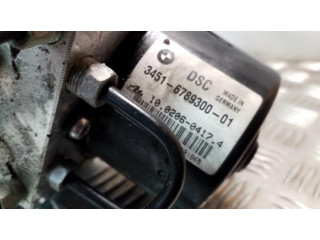 DSC
MADE IN
GERMANY
3451-6789300-01
10.0206-0417.4